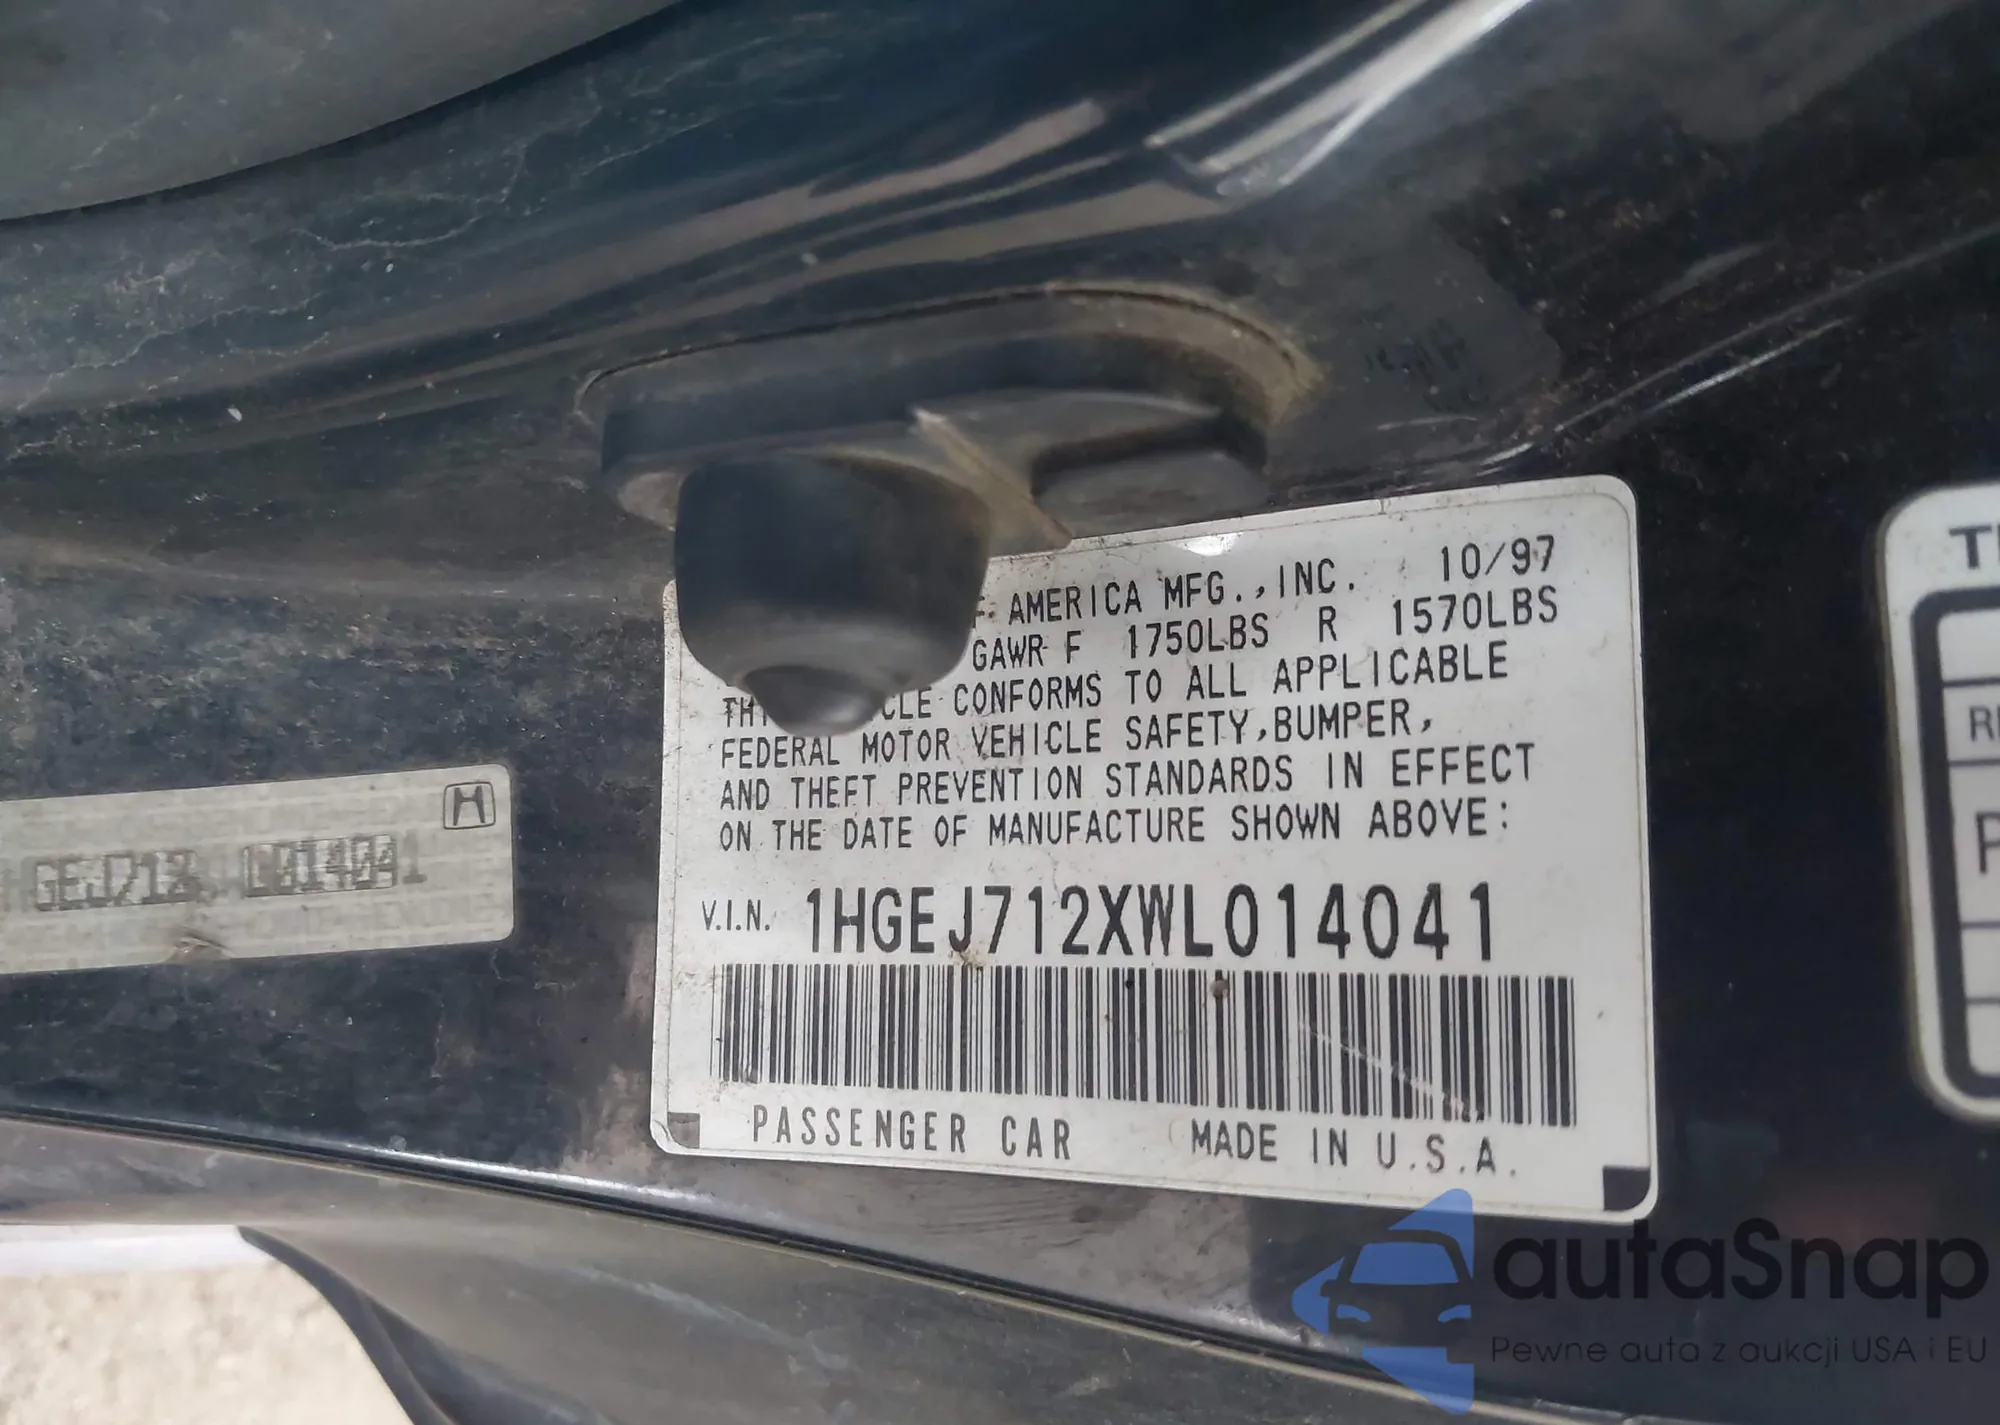 AMERICA MFG., INC. 10/97
GAWR F 1750LBS R 1570LBS
CLE CONFORMS TO ALL APPLICABLE
FEDERAL MOTOR VEHICLE SAFETY, BUMPER,
AND THEFT PREVENTION STANDARDS IN EFFECT
ON THE DATE OF MANUFACTURE SHOWN ABOVE:
V.I.N. 1HGEJ712XWL014041
PASSENGER CAR MADE IN U.S.A.
GEJ712X L014041
autaSnap
Pewne auta z aukcji USA i EU